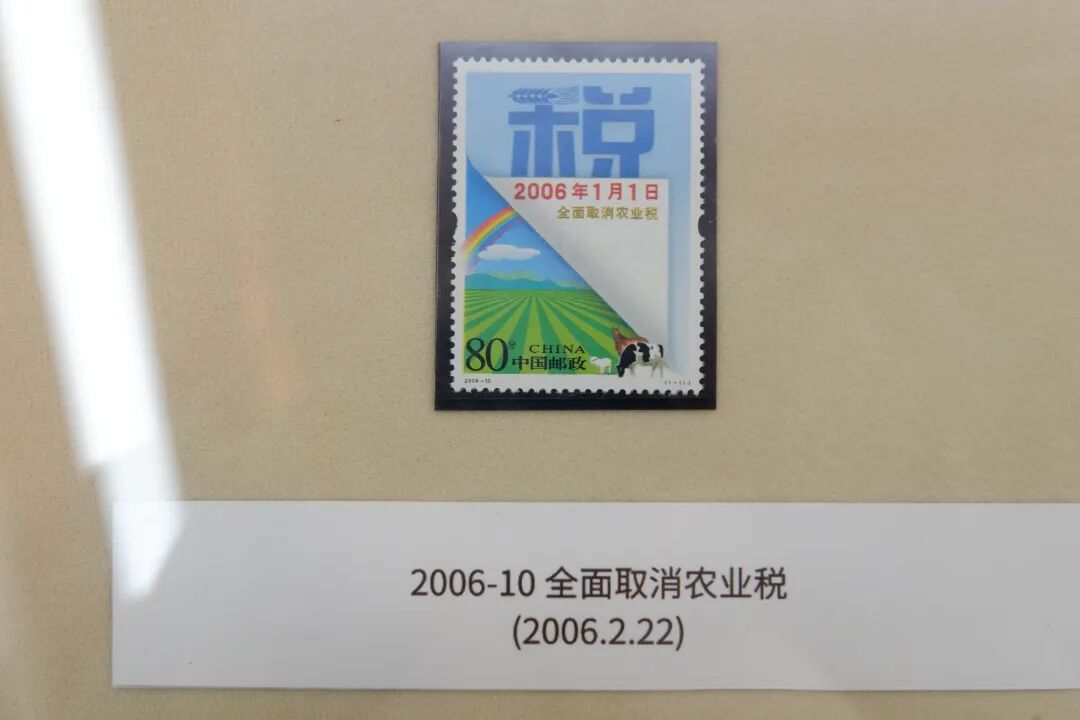 税
2006年1月1日
全面取消农业税
80分 CHINA
中国邮政
2006-10 (1-1)J
2006-10 全面取消农业税
(2006.2.22)